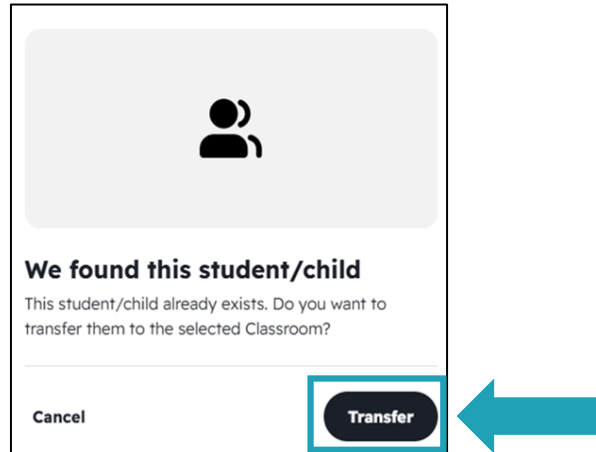 We found this student/child
This student/child already exists. Do you want to
transfer them to the selected Classroom?
Cancel
Transfer